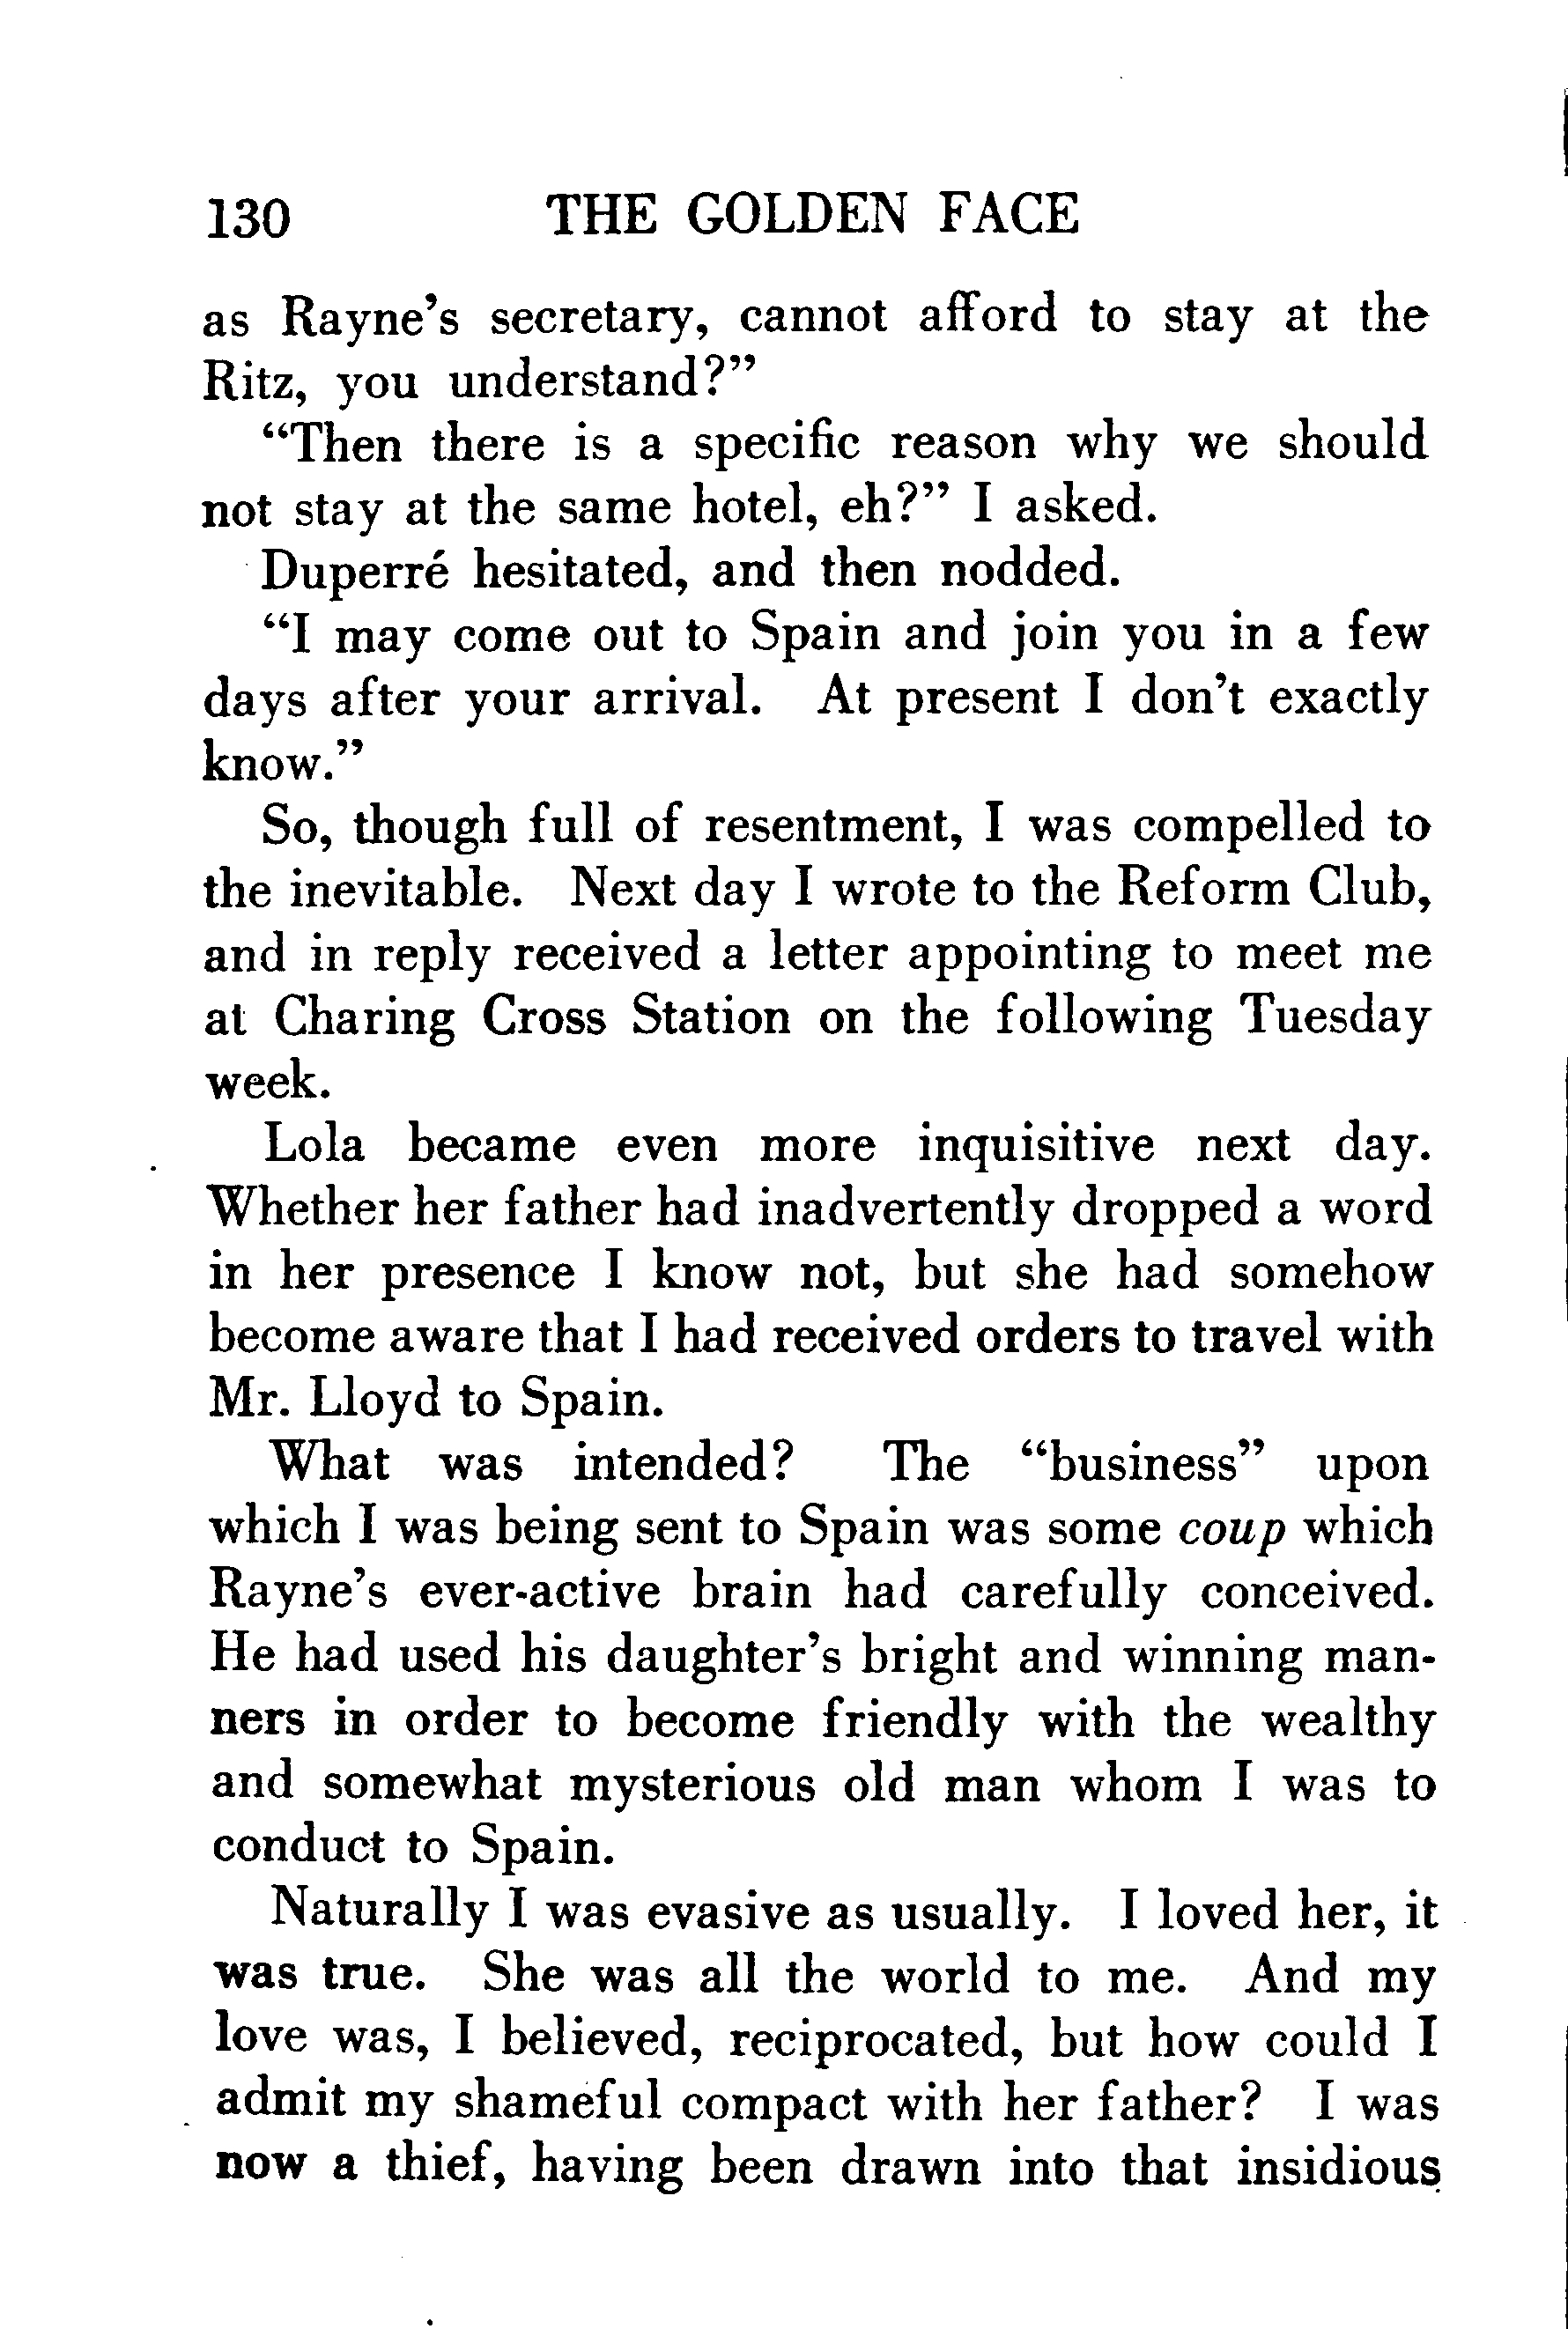 130 THE GOLDEN FACE
as Rayne's secretary, cannot afford to stay at the
Ritz, you understand?”
“Then there is a specific reason why we should
not stay at the same hotel, eh?” I asked.
Duperré hesitated, and then nodded.
“I may come out to Spain and join you in a few
days after your arrival. At present I don't exactly
know.”
So, though full of resentment, I was compelled to
the inevitable. Next day I wrote to the Reform Club,
and in reply received a letter appointing to meet me
at Charing Cross Station on the following Tuesday
week.
Lola became even more inquisitive next day.
Whether her father had inadvertently dropped a word
in her presence I know not, but she had somehow
become aware that I had received orders to travel with
Mr. Lloyd to Spain.
What was intended? The “business” upon
which I was being sent to Spain was some coup which
Rayne's ever-active brain had carefully conceived.
He had used his daughter's bright and winning man-
ners in order to become friendly with the wealthy
and somewhat mysterious old man whom I was to
conduct to Spain.
Naturally I was evasive as usually. I loved her, it
was true. She was all the world to me. And my
love was, I believed, reciprocated, but how could I
admit my shameful compact with her father? I was
now a thief, having been drawn into that insidious